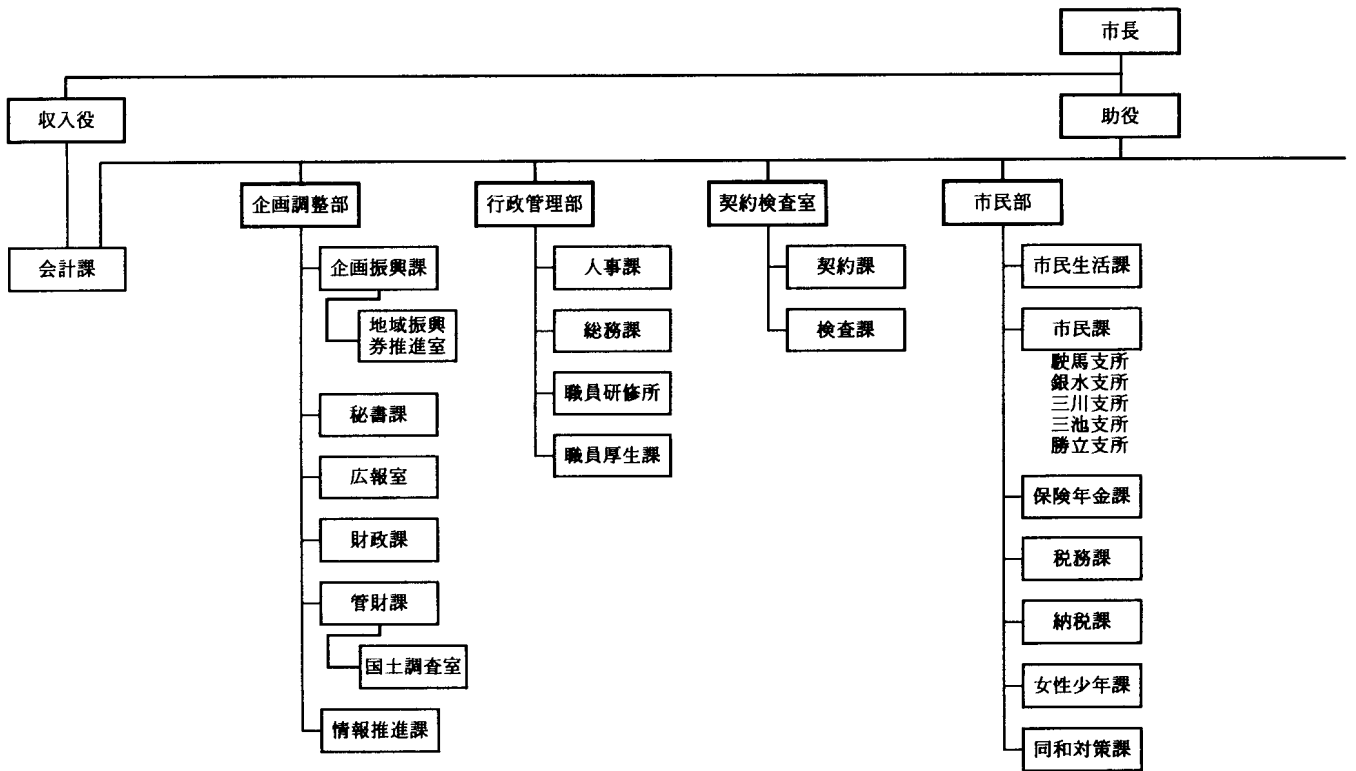 市長
収入役
助役
会計課
企画調整部
企画振興課
地域振興
券推進室
秘書課
広報室
財政課
管財課
国土調査室
情報推進課
行政管理部
人事課
総務課
職員研修所
職員厚生課
契約検査室
契約課
検査課
市民部
市民生活課
市民課
駛馬支所
銀水支所
三川支所
三池支所
勝立支所
保険年金課
税務課
納税課
女性少年課
同和対策課